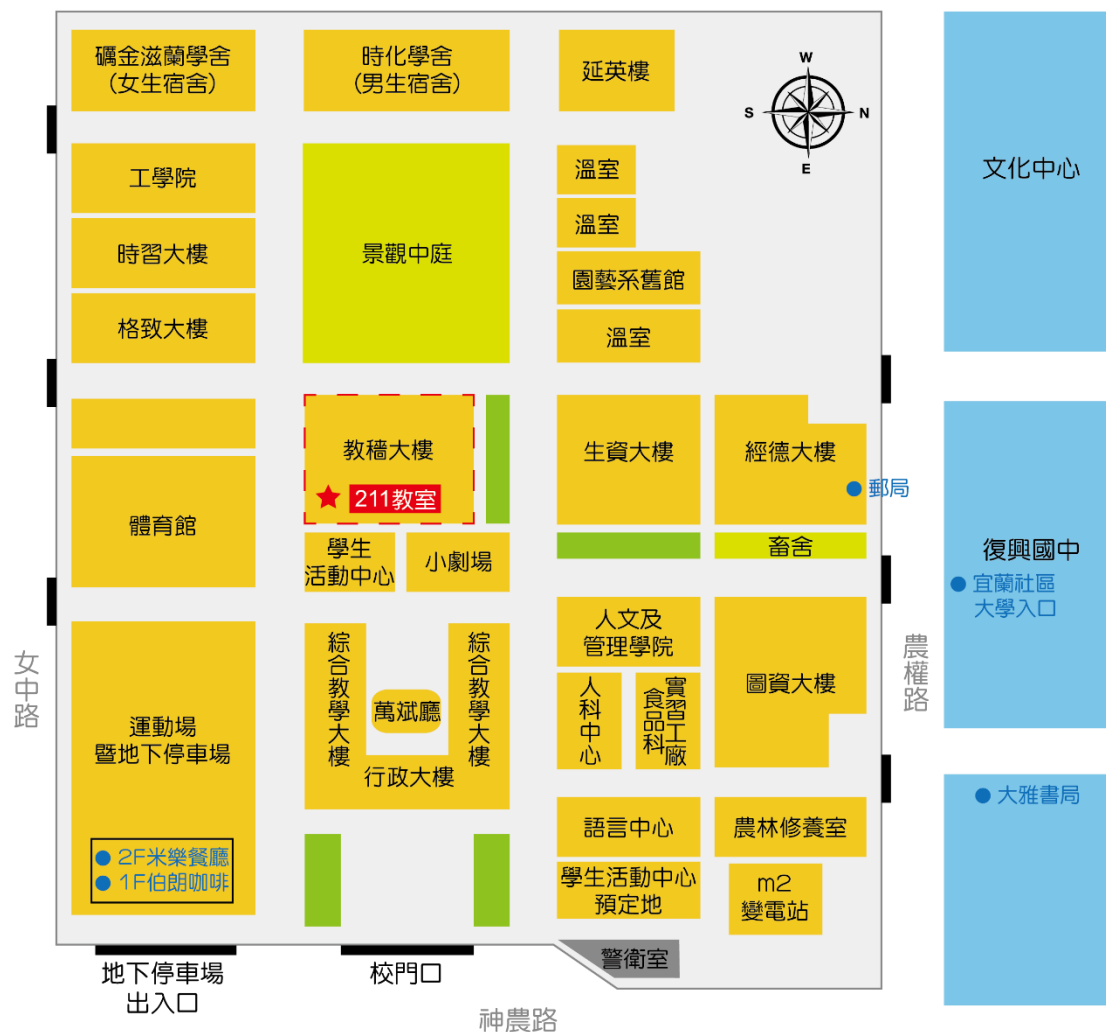 礪金滋蘭學舍
(女生宿舍)
時化學舍
(男生宿舍)
延英樓
W
S
N
E
文化中心
工學院
時習大樓
格致大樓
景觀中庭
溫室
溫室
園藝系舊館
溫室
教穡大樓
211教室
生資大樓
經德大樓
郵局
體育館
學生
活動中心
小劇場
畜舍
復興國中
宜蘭社區
大學入口
人文及
管理學院
圖資大樓
人科中心
食品科
實習工廠
綜合教學大樓
萬斌廳
綜合教學大樓
行政大樓
女中路
農權路
運動場
暨地下停車場
2F米樂餐廳
1F伯朗咖啡
語言中心
農林修養室
學生活動中心
預定地
m2
變電站
大雅書局
警衛室
地下停車場
出入口
校門口
神農路